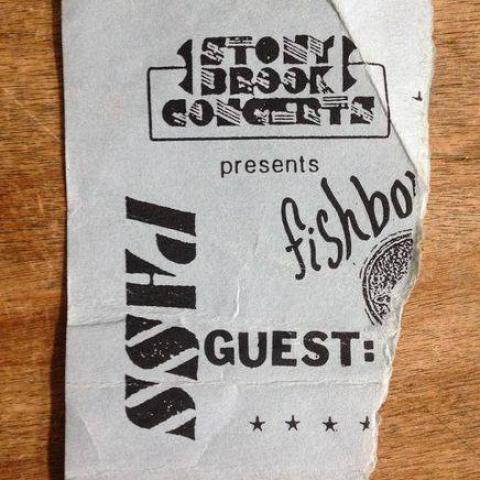 STONY
BROOK
CONCERTS
presents
fishbo
PASS
GUEST: